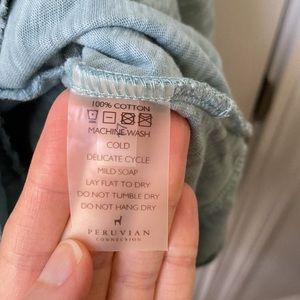 100% COTTON
MACHINE WASH
COLD
DELICATE CYCLE
MILD SOAP
LAY FLAT TO DRY
DO NOT TUMBLE DRY
DO NOT HANG DRY
PERUVIAN
CONNECTION